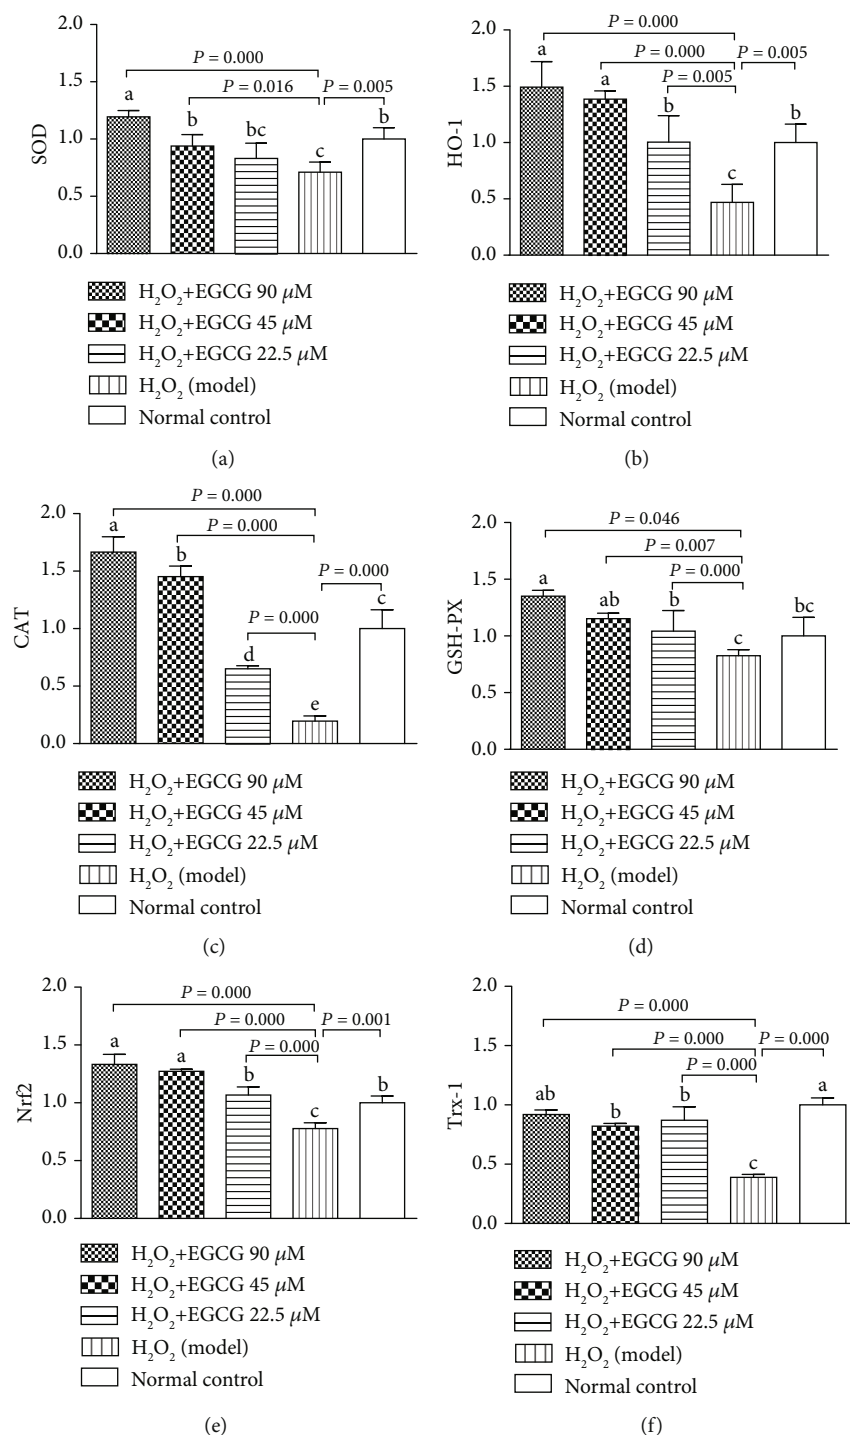 2.0
P = 0.000
1.5
P = 0.016
P = 0.005
a
b
bc
c
b
SOD
1.0
0.5
0.0
H₂O₂+EGCG 90 μM
H₂O₂+EGCG 45 μM
H₂O₂+EGCG 22.5 μM
H₂O₂ (model)
Normal control
(a)
P = 0.000
2.0
P = 0.000
P = 0.005
P = 0.005
1.5
a
a
b
c
b
HO-1
1.0
0.5
0.0
H₂O₂+EGCG 90 μM
H₂O₂+EGCG 45 μM
H₂O₂+EGCG 22.5 μM
H₂O₂ (model)
Normal control
(b)
P = 0.000
2.0
P = 0.000
P = 0.000
P = 0.000
1.5
a
b
d
e
c
CAT
1.0
0.5
0.0
H₂O₂+EGCG 90 μM
H₂O₂+EGCG 45 μM
H₂O₂+EGCG 22.5 μM
H₂O₂ (model)
Normal control
(c)
2.0
P = 0.046
P = 0.007
P = 0.000
1.5
a
ab
b
c
bc
GSH-PX
1.0
0.5
0.0
H₂O₂+EGCG 90 μM
H₂O₂+EGCG 45 μM
H₂O₂+EGCG 22.5 μM
H₂O₂ (model)
Normal control
(d)
2.0
P = 0.000
P = 0.000
P = 0.001
P = 0.000
1.5
a
a
b
c
b
Nrf2
1.0
0.5
0.0
H₂O₂+EGCG 90 μM
H₂O₂+EGCG 45 μM
H₂O₂+EGCG 22.5 μM
H₂O₂ (model)
Normal control
(e)
2.0
P = 0.000
P = 0.000
P = 0.000
P = 0.000
1.5
ab
b
b
c
a
Trx-1
1.0
0.5
0.0
H₂O₂+EGCG 90 μM
H₂O₂+EGCG 45 μM
H₂O₂+EGCG 22.5 μM
H₂O₂ (model)
Normal control
(f)